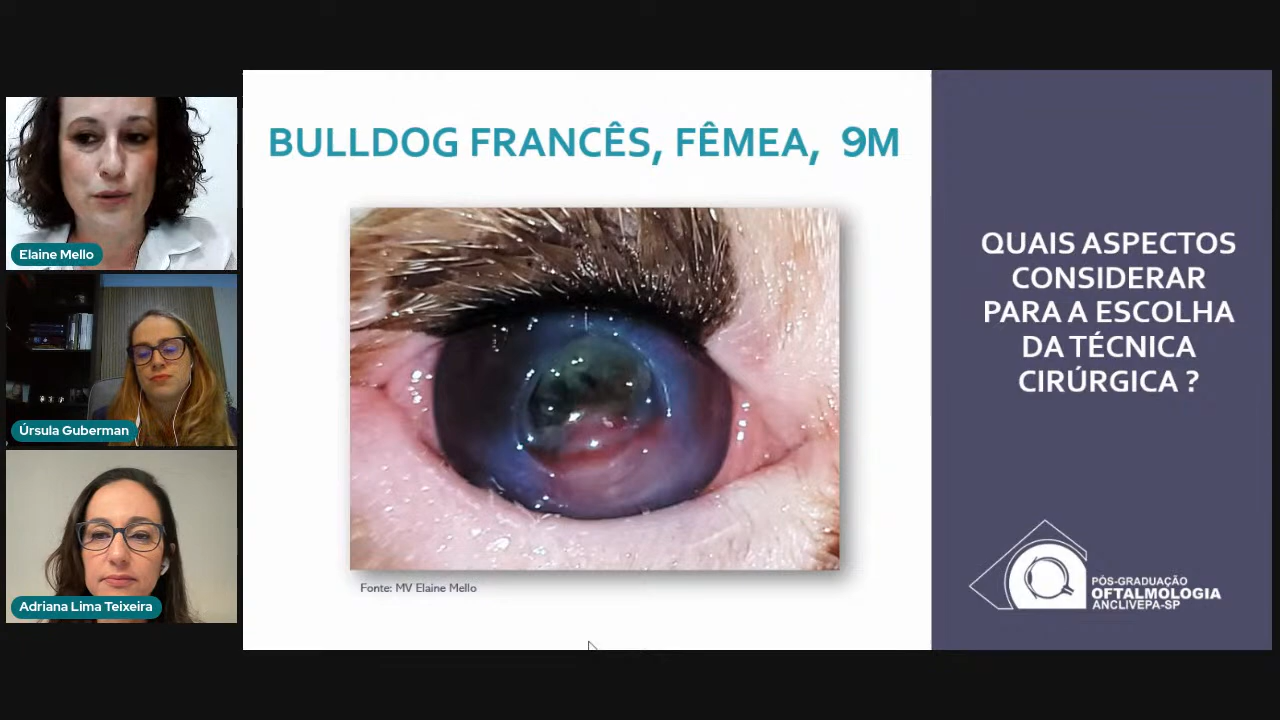 Elaine Mello
Úrsula Guberman
Adriana Lima Teixeira
BULLDOG FRANCÊS, FÊMEA, 9M
Fonte: MV Elaine Mello
QUAIS ASPECTOS
CONSIDERAR
PARA A ESCOLHA
DA TÉCNICA
CIRÚRGICA ?
PÓS-GRADUAÇÃO
OFTALMOLOGIA
ANCLIVEPA-SP